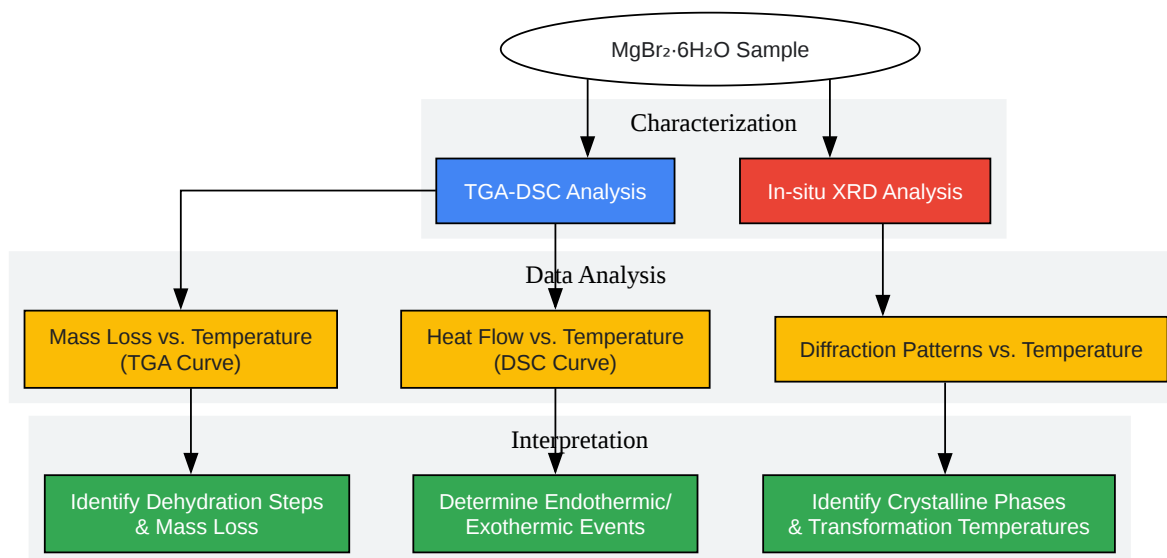 MgBr₂·6H₂O Sample
Characterization
TGA-DSC Analysis
In-situ XRD Analysis
Data Analysis
Mass Loss vs. Temperature
(TGA Curve)
Heat Flow vs. Temperature
(DSC Curve)
Diffraction Patterns vs. Temperature
Interpretation
Identify Dehydration Steps
& Mass Loss
Determine Endothermic/
Exothermic Events
Identify Crystalline Phases
& Transformation Temperatures